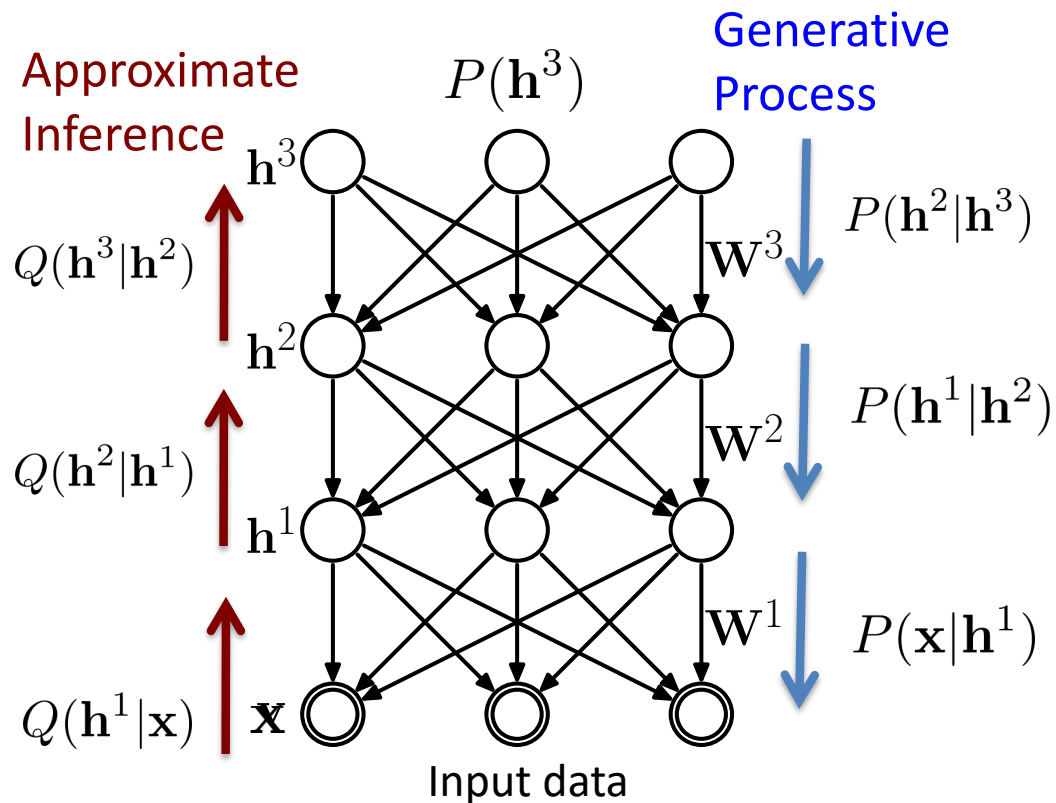 Approximate
Inference
P(𝐡³)
Generative
Process
𝐡³
P(𝐡²|𝐡³)
𝐖³
Q(𝐡³|𝐡²)
𝐡²
P(𝐡¹|𝐡²)
𝐖²
Q(𝐡²|𝐡¹)
𝐡¹
𝐖¹
P(𝐱|𝐡¹)
Q(𝐡¹|𝐱)
𝐱
Input data